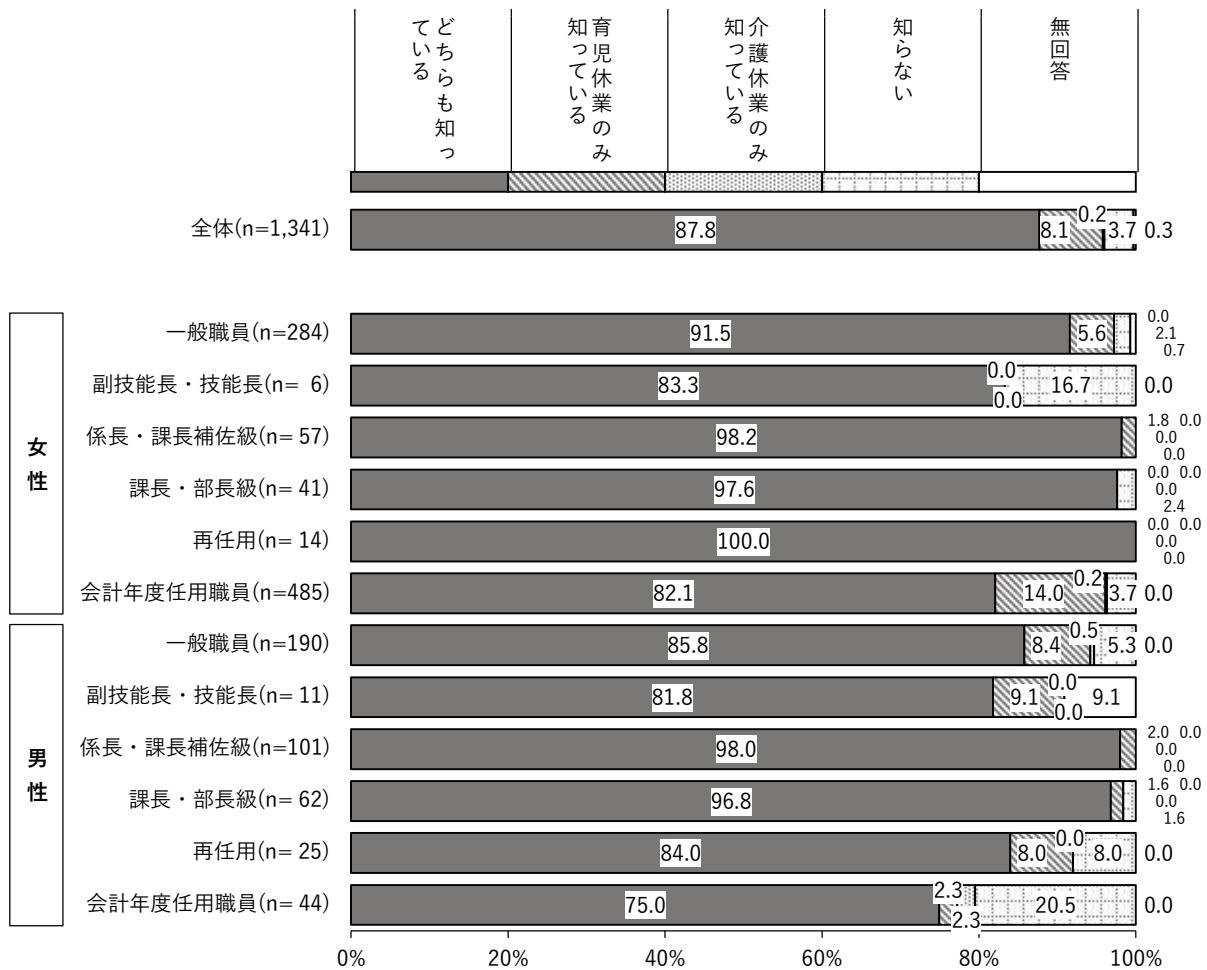 どちらも知っ
ている
育児休業のみ
知っている
介護休業のみ
知っている
知らない
無回答
全体(n=1,341)
87.8
8.1
0.2
3.7
0.3
女性
一般職員(n=284)
91.5
5.6
0.0
2.1
0.7
副技能長・技能長(n= 6)
83.3
0.0
0.0
16.7
0.0
係長・課長補佐級(n= 57)
98.2
1.8 0.0
0.0
0.0
課長・部長級(n= 41)
97.6
0.0 0.0
0.0
2.4
再任用(n= 14)
100.0
0.0 0.0
0.0
0.0
会計年度任用職員(n=485)
82.1
14.0
0.2
3.7
0.0
男性
一般職員(n=190)
85.8
8.4
0.5
5.3
0.0
副技能長・技能長(n= 11)
81.8
9.1
0.0
0.0
9.1
係長・課長補佐級(n=101)
98.0
2.0 0.0
0.0
0.0
課長・部長級(n= 62)
96.8
1.6 0.0
0.0
1.6
再任用(n= 25)
84.0
8.0
0.0
8.0
0.0
会計年度任用職員(n= 44)
75.0
2.3
2.3
20.5
0.0
0% 20% 40% 60% 80% 100%